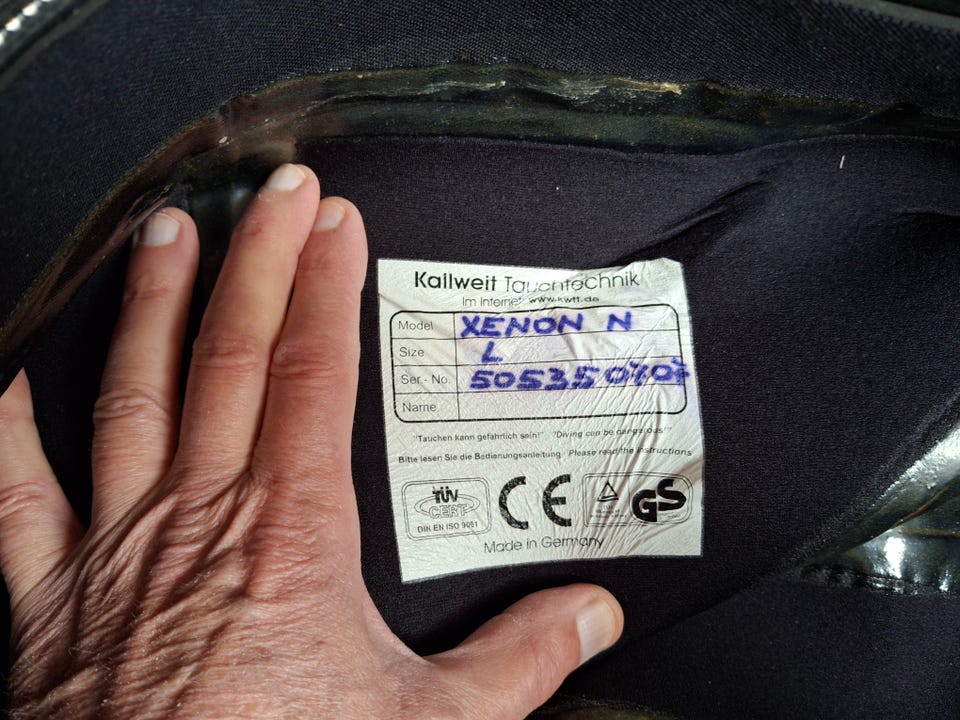 Kallweit Tauchtechnik
Im Internet www.kwtt.de
Model XENON N
Size L
Ser.- No.
Name
"Tauchen kann gefährlich sein!" "Diving can be dangerous!"
Bitte lesen Sie die Bedienungsanleitung Please read the instructions
TÜV
CERT
DIN EN ISO 9001
CE
GS
Made in Germany